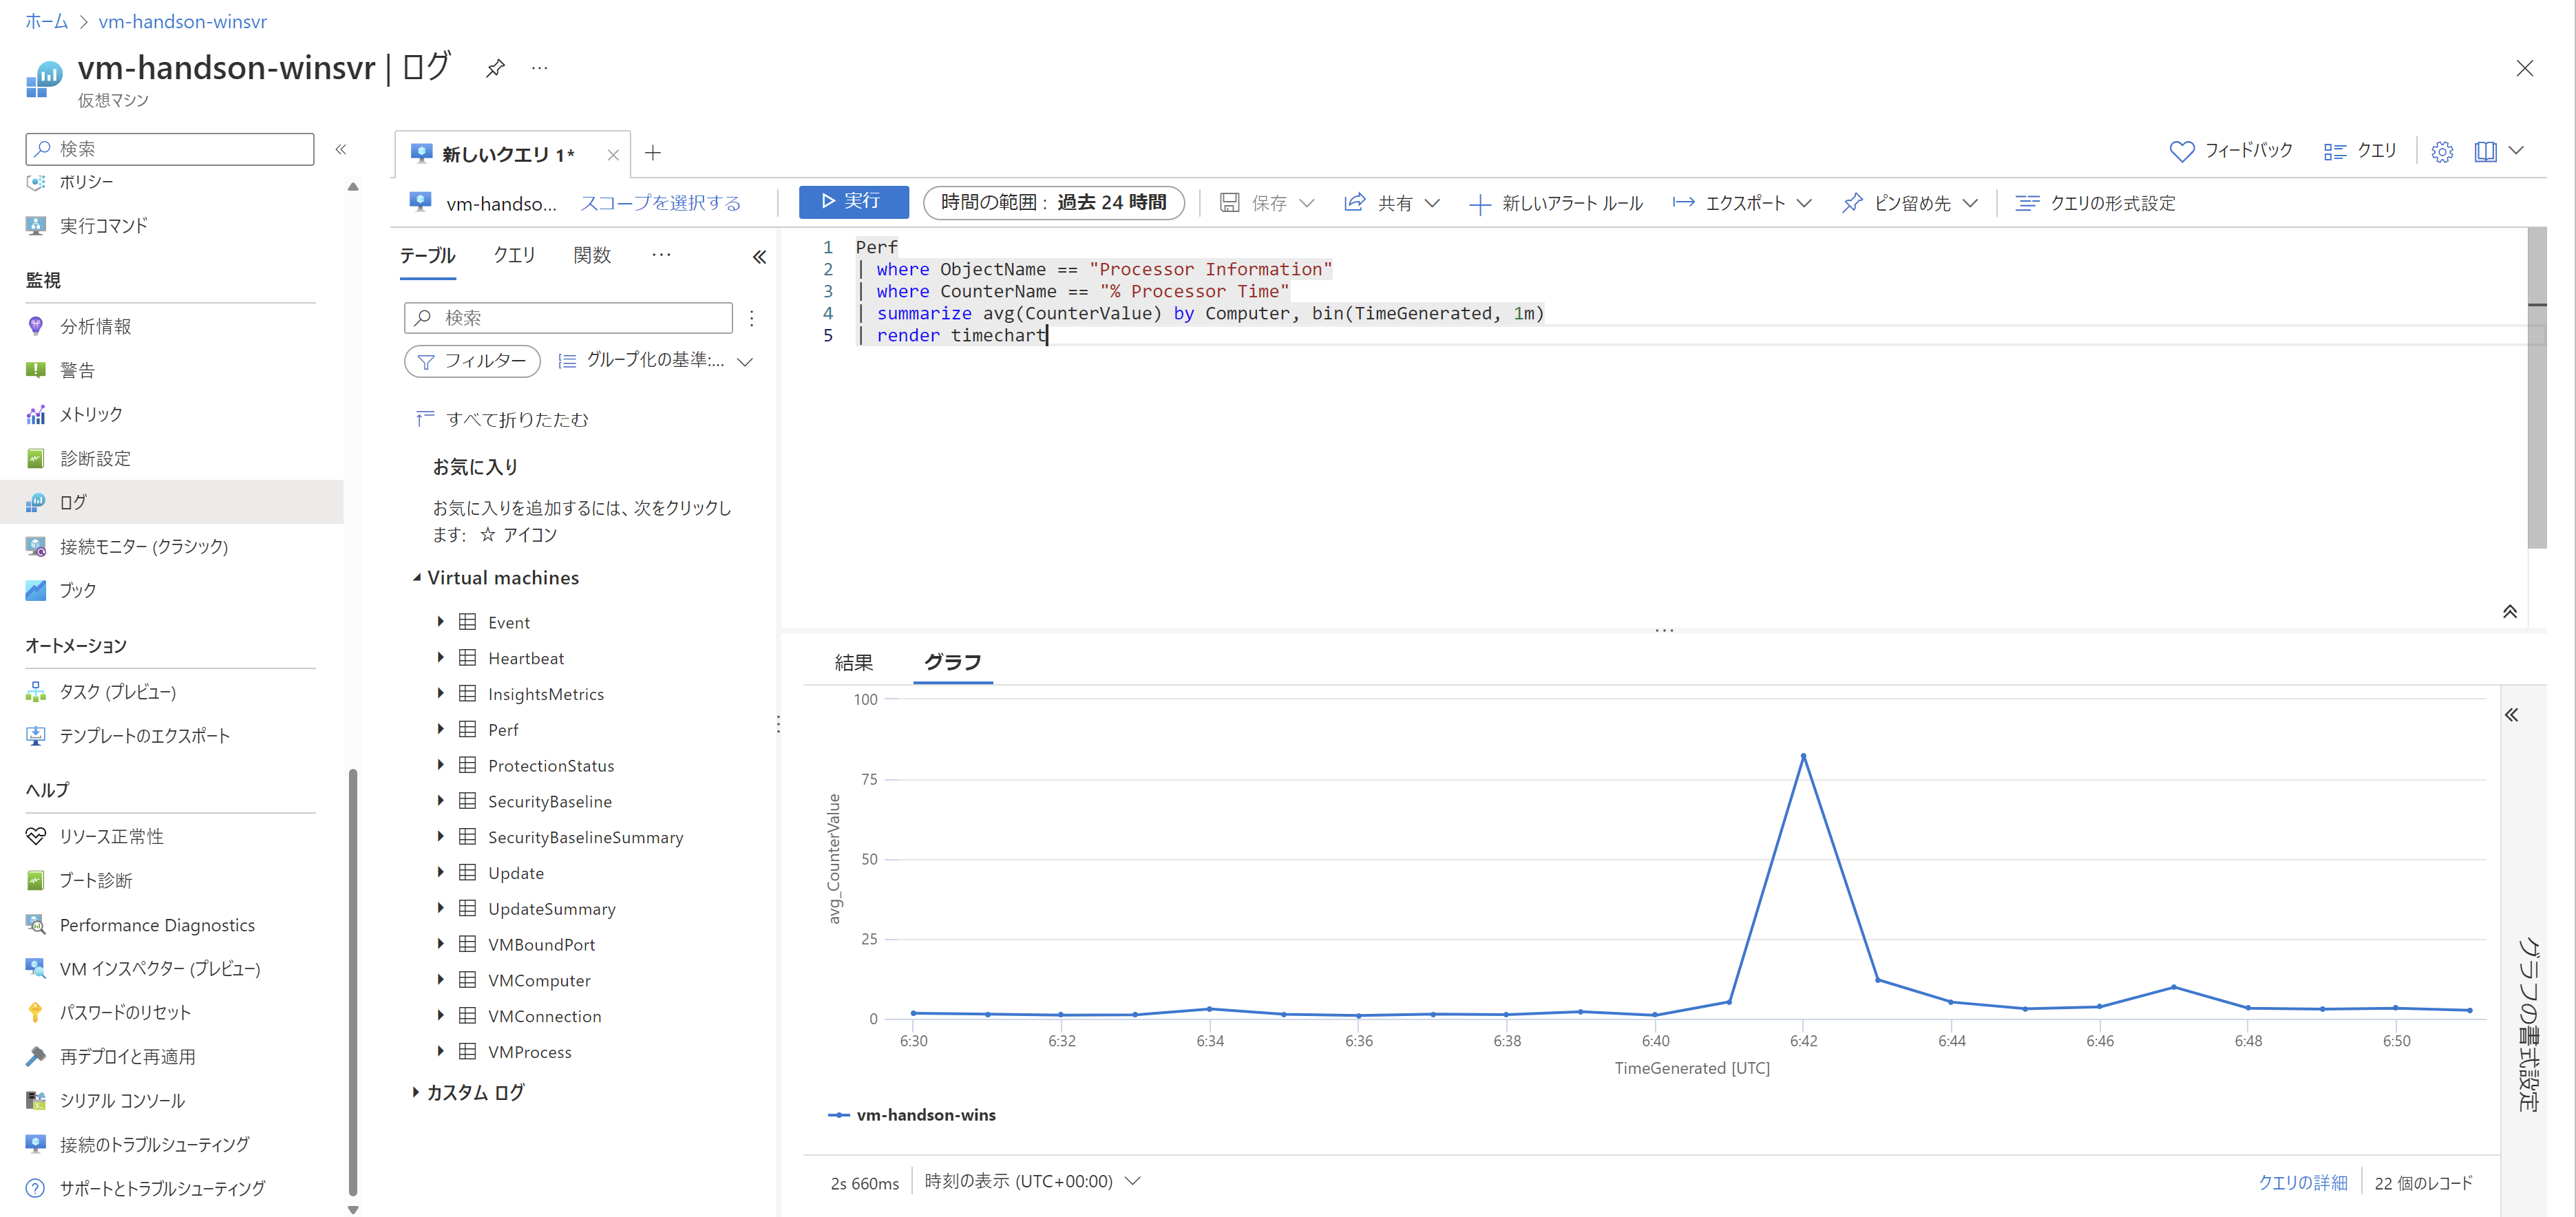 ホーム > vm-handson-winsvr
vm-handson-winsvr | ログ
仮想マシン
検索
ポリシー
実行コマンド
監視
分析情報
警告
メトリック
診断設定
ログ
接続モニター (クラシック)
ブック
オートメーション
タスク (プレビュー)
テンプレートのエクスポート
ヘルプ
リソース正常性
ブート診断
Performance Diagnostics
VM インスペクター (プレビュー)
パスワードのリセット
再デプロイと再適用
シリアル コンソール
接続のトラブルシューティング
サポートとトラブルシューティング
新しいクエリ 1*
フィードバック
クエリ
vm-handso...
スコープを選択する
実行
時間の範囲 : 過去 24 時間
保存
共有
新しいアラート ルール
エクスポート
ピン留め先
クエリの形式設定
テーブル
クエリ
関数
検索
フィルター
グループ化の基準:...
すべて折りたたむ
お気に入り
お気に入りを追加するには、次をクリックし
ます: ☆ アイコン
Virtual machines
Event
Heartbeat
InsightsMetrics
Perf
ProtectionStatus
SecurityBaseline
SecurityBaselineSummary
Update
UpdateSummary
VMBoundPort
VMComputer
VMConnection
VMProcess
カスタム ログ
1 Perf
2 | where ObjectName == "Processor Information"
3 | where CounterName == "% Processor Time"
4 | summarize avg(CounterValue) by Computer, bin(TimeGenerated, 1m)
5 | render timechart
結果
グラフ
100
75
50
25
0
avg_CounterValue
6:30
6:32
6:34
6:36
6:38
6:40
6:42
6:44
6:46
6:48
6:50
TimeGenerated [UTC]
vm-handson-wins
グラフの書式設定
2s 660ms
時刻の表示 (UTC+00:00)
クエリの詳細
22 個のレコード